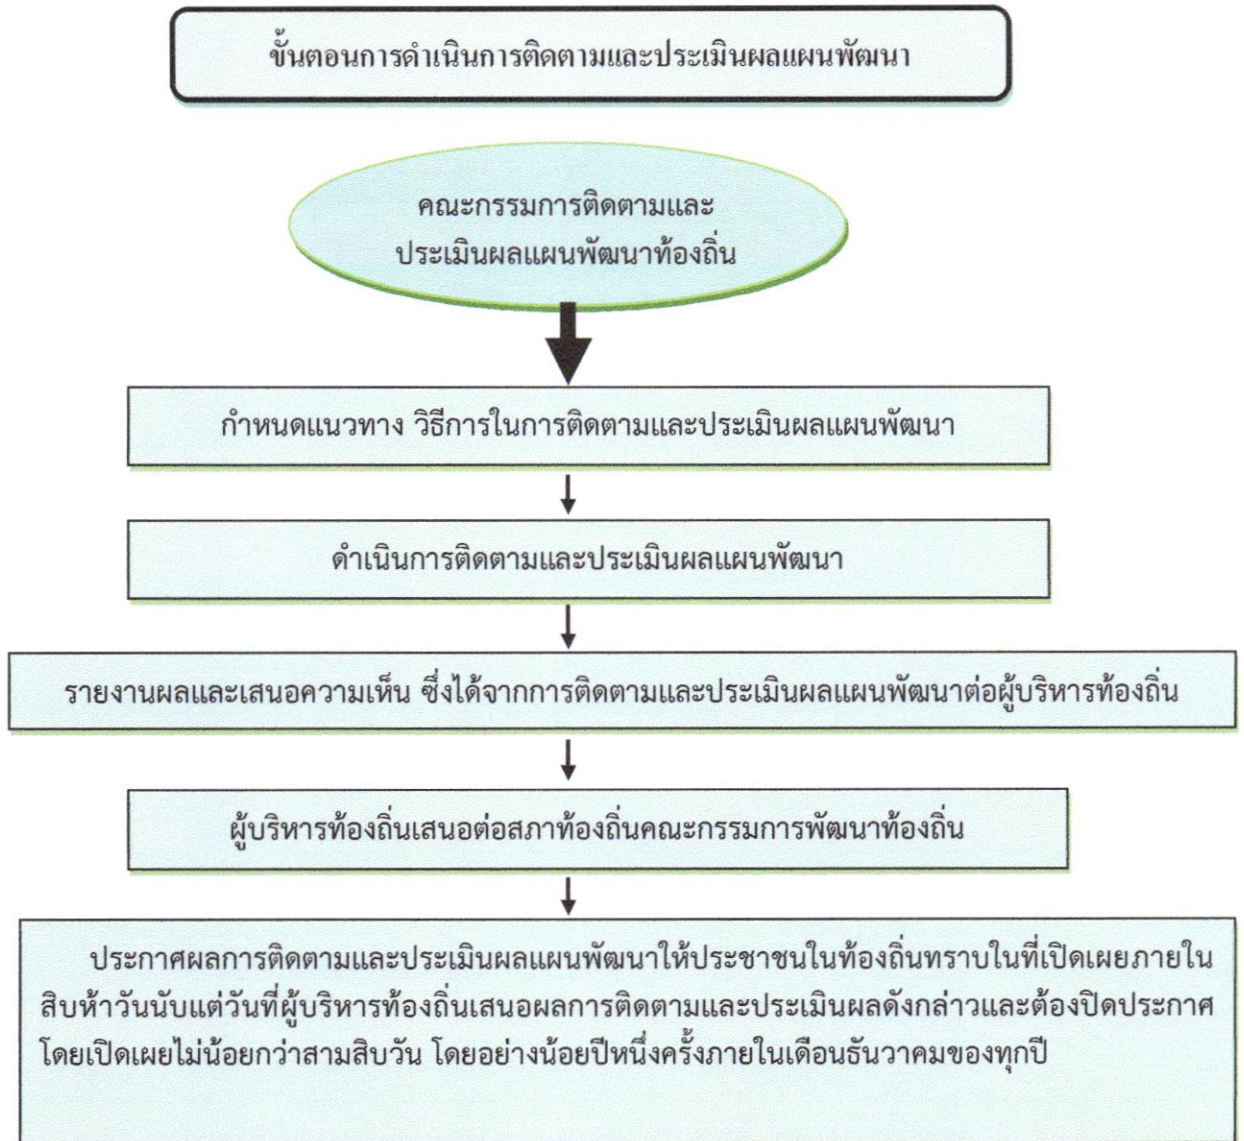 ขั้นตอนการดำเนินการติดตามและประเมินผลแผนพัฒนา
คณะกรรมการติดตามและ
ประเมินผลแผนพัฒนาท้องถิ่น
กำหนดแนวทาง วิธีการในการติดตามและประเมินผลแผนพัฒนา
ดำเนินการติดตามและประเมินผลแผนพัฒนา
รายงานผลและเสนอความเห็น ซึ่งได้จากการติดตามและประเมินผลแผนพัฒนาต่อผู้บริหารท้องถิ่น
ผู้บริหารท้องถิ่นเสนอต่อสภาท้องถิ่นคณะกรรมการพัฒนาท้องถิ่น
ประกาศผลการติดตามและประเมินผลแผนพัฒนาให้ประชาชนในท้องถิ่นทราบในที่เปิดเผยภายใน
สิบห้าวันนับแต่วันที่ผู้บริหารท้องถิ่นเสนอผลการติดตามและประเมินผลดังกล่าวและต้องปิดประกาศ
โดยเปิดเผยไม่น้อยกว่าสามสิบวัน โดยอย่างน้อยปีหนึ่งครั้งภายในเดือนธันวาคมของทุกปี